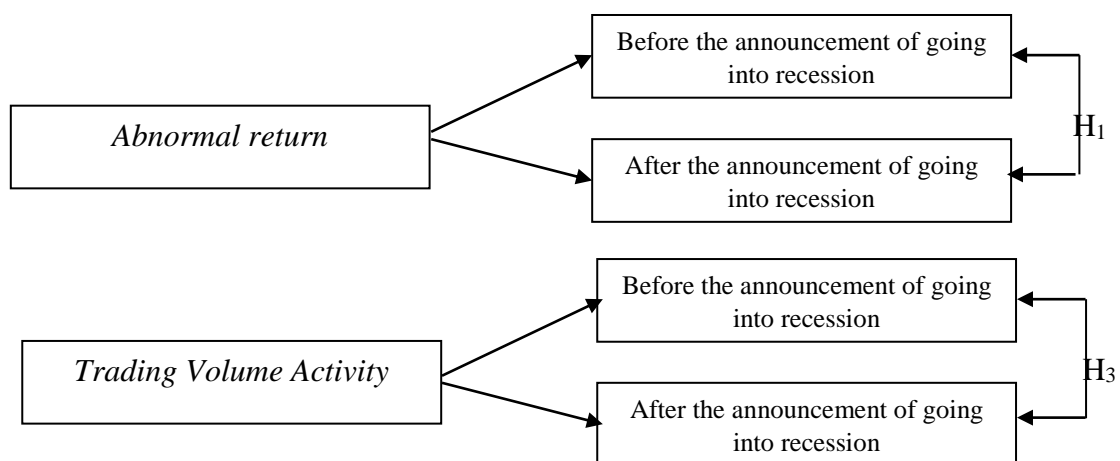 Before the announcement of going
into recession
Abnormal return
H₁
After the announcement of going
into recession
Before the announcement of going
into recession
Trading Volume Activity
H₃
After the announcement of going
into recession